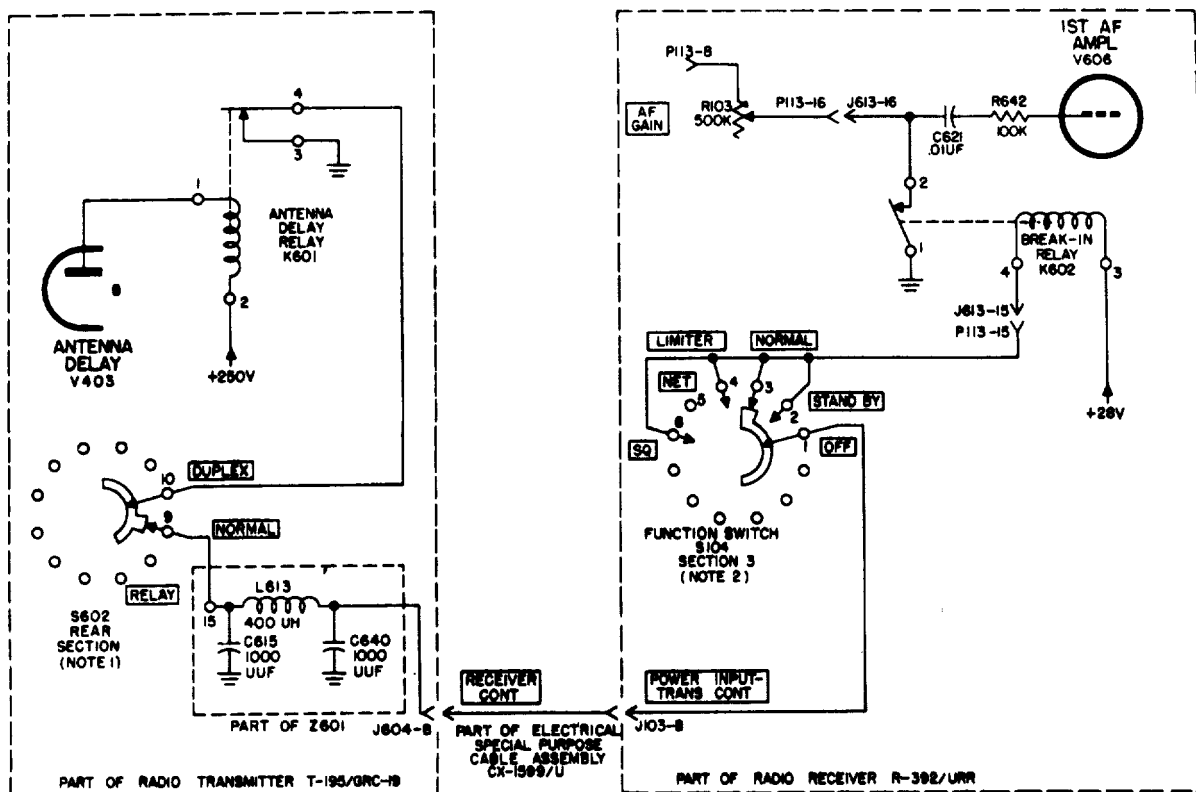 4
3
1
ANTENNA
DELAY
RELAY
K601
2
+250V
6
ANTENNA
DELAY
V403
10
DUPLEX
9
NORMAL
RELAY
S602
REAR
SECTION
(NOTE 1)
15
L613
400 UH
C615
1000
UUF
C640
1000
UUF
PART OF Z601
J604-B
PART OF RADIO TRANSMITTER T-195/GRC-19
RECEIVER
CONT
PART OF ELECTRICAL
SPECIAL PURPOSE
CABLE ASSEMBLY
CX-1599/U
1ST AF
AMPL
V606
P113-8
AF
GAIN
R103
500K
P113-16
J613-16
C621
.01UF
R642
100K
2
1
BREAK-IN
RELAY
K602
4
3
J613-15
P113-15
+28V
LIMITER
NORMAL
NET
4
3
5
2
STAND BY
6
1
SQ
OFF
FUNCTION SWITCH
S104
SECTION 3
(NOTE 2)
POWER INPUT-
TRANS CONT
J103-B
PART OF RADIO RECEIVER R-392/URR